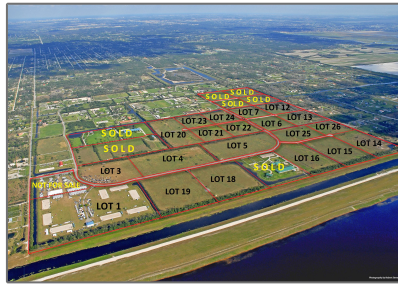 SOLD
SOLD SOLD
SOLD
LOT 12
LOT 7
LOT 24
LOT 13
LOT 23
LOT 6
LOT 26
LOT 22
SOLD
LOT 20
LOT 21
LOT 25
LOT 14
SOLD
LOT 5
LOT 15
LOT 4
LOT 16
SOLD
LOT 3
LOT 18
LOT 19
LOT 1